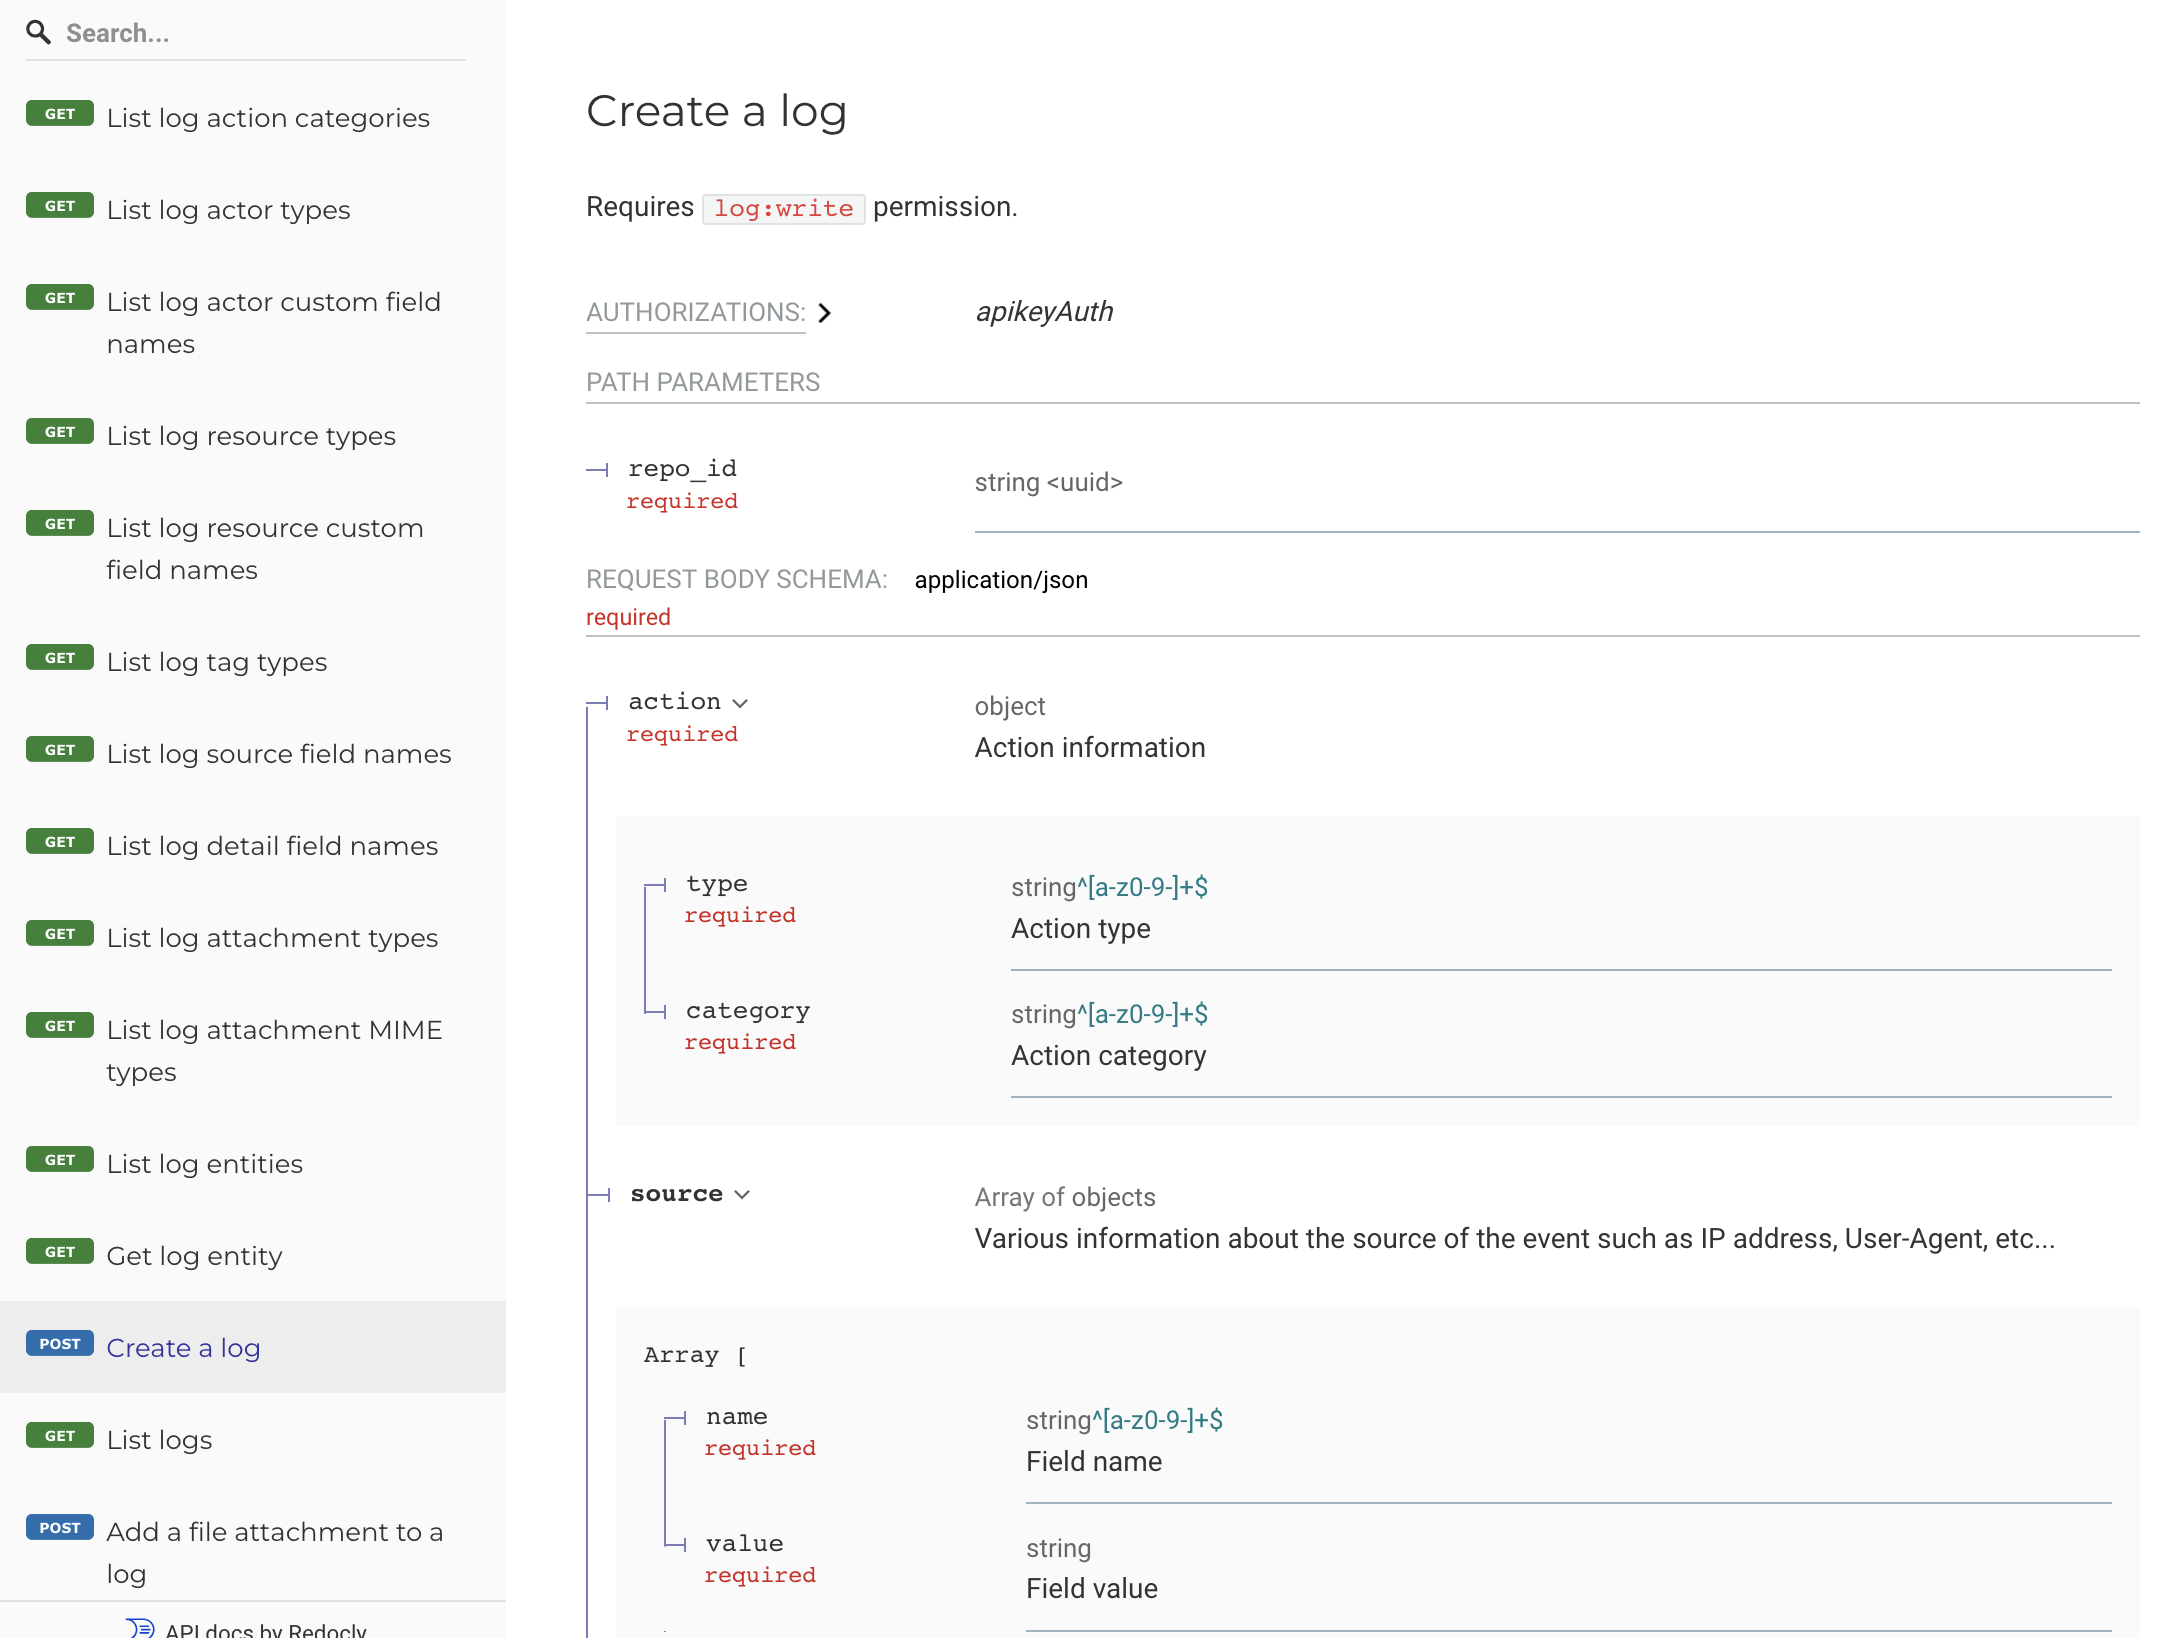 Search...
GET List log action categories
GET List log actor types
GET List log actor custom field
names
GET List log resource types
GET List log resource custom
field names
GET List log tag types
GET List log source field names
GET List log detail field names
GET List log attachment types
GET List log attachment MIME
types
GET List log entities
GET Get log entity
POST Create a log
GET List logs
POST Add a file attachment to a
log
API docs by Redocly
Create a log
Requires log:write permission.
AUTHORIZATIONS: apikeyAuth
PATH PARAMETERS
repo_id
required
string <uuid>
REQUEST BODY SCHEMA: application/json
required
action
required
object
Action information
type
required
string^[a-z0-9-]+$
Action type
category
required
string^[a-z0-9-]+$
Action category
source
Array of objects
Various information about the source of the event such as IP address, User-Agent, etc...
Array [
name
required
string^[a-z0-9-]+$
Field name
value
required
string
Field value